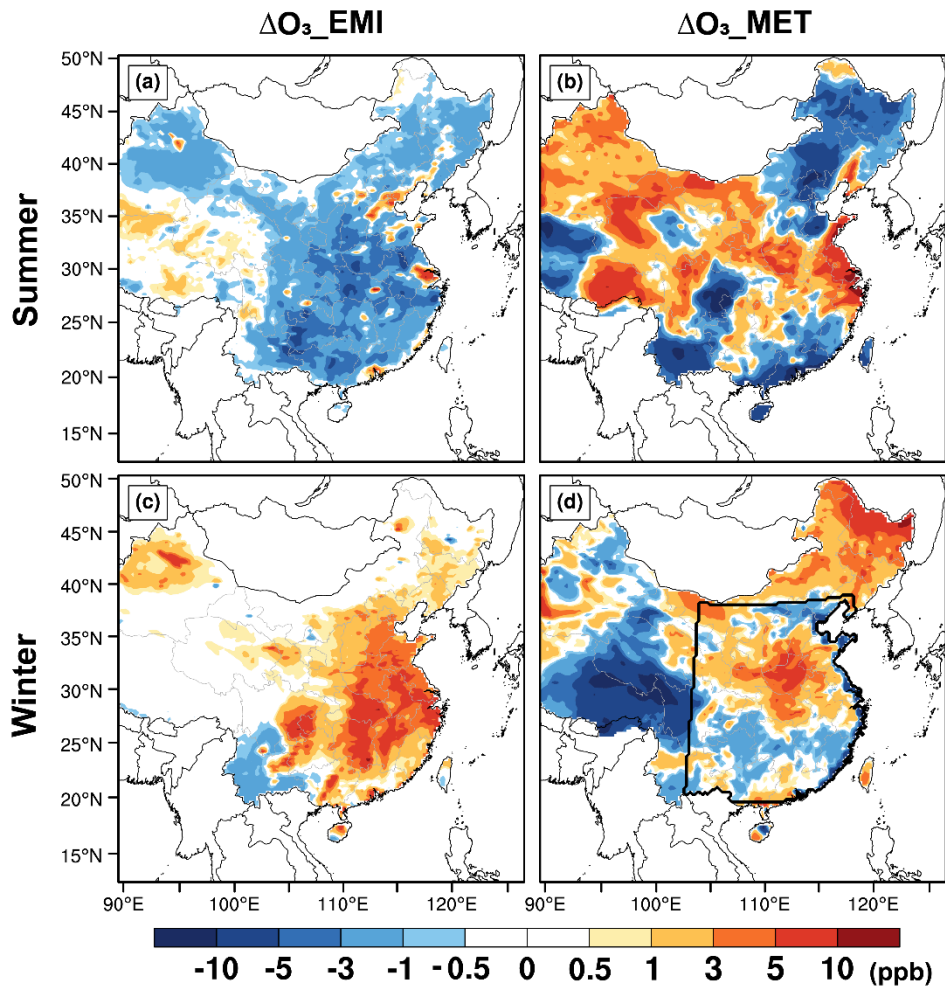 ΔO₃_EMI ΔO₃_MET
Summer
50°N
45°N
40°N
35°N
30°N
25°N
20°N
15°N
(a) (b)
Winter
50°N
45°N
40°N
35°N
30°N
25°N
20°N
15°N
(c) (d)
90°E 100°E 110°E 120°E 90°E 100°E 110°E 120°E
-10 -5 -3 -1 -0.5 0 0.5 1 3 5 10 (ppb)